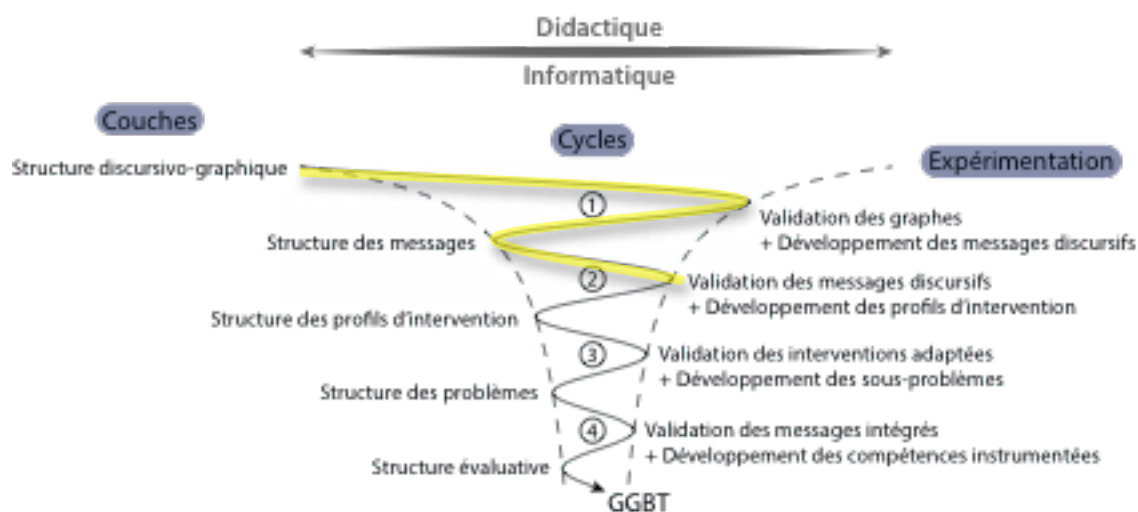 Didactique
Informatique
Couches
Cycles
Expérimentation
Structure discursivo-graphique
1
Validation des graphes
+ Développement des messages discursifs
Structure des messages
2
Validation des messages discursifs
+ Développement des profils d'intervention
Structure des profils d'intervention
3
Validation des interventions adaptées
+ Développement des sous-problèmes
Structure des problèmes
4
Validation des messages intégrés
+ Développement des compétences instrumentées
Structure évaluative
GGBT